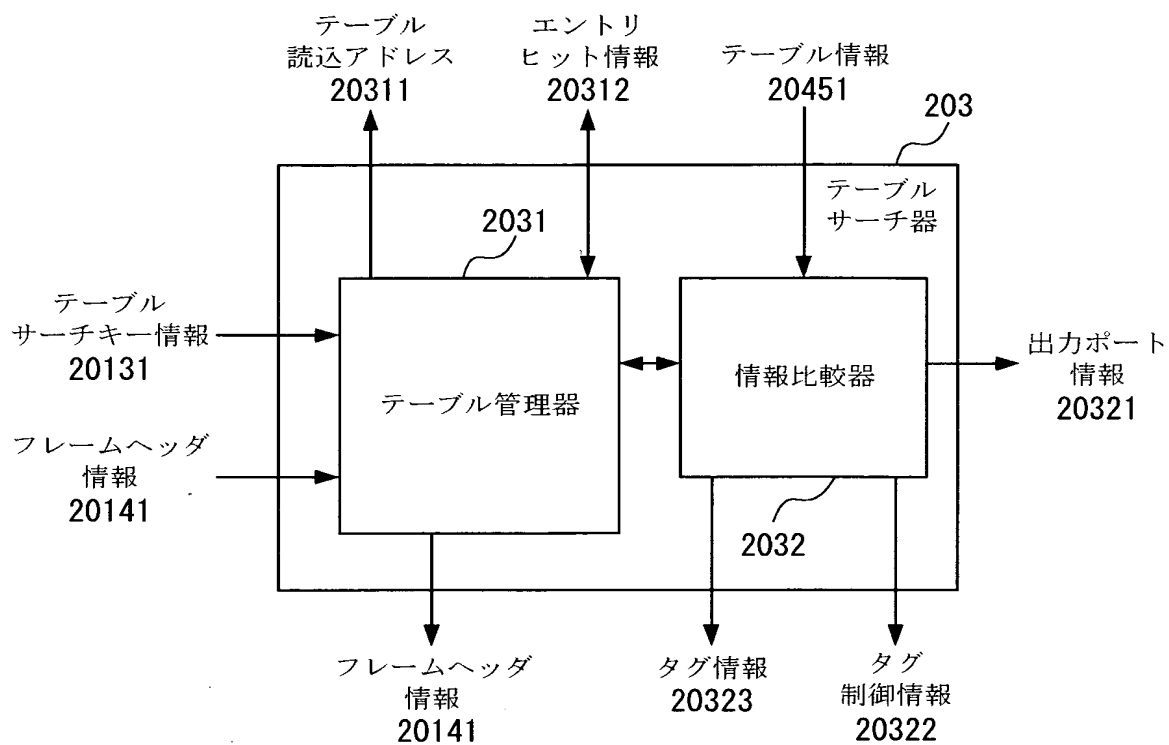 テーブル
読込アドレス
20311
エントリ
ヒット情報
20312
テーブル情報
20451
203
テーブル
サーチ器
2031
テーブル
サーチキー情報
20131
テーブル管理器
情報比較器
出力ポート
情報
20321
フレームヘッダ
情報
20141
2032
フレームヘッダ
情報
20141
タグ情報
20323
タグ
制御情報
20322